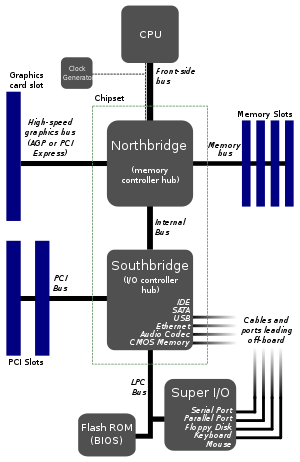 CPU
Clock
Generator
Front-side
bus
Graphics
card slot
Chipset
High-speed
graphics bus
(AGP or PCI
Express)
Northbridge
(memory
controller hub)
Memory
bus
Memory Slots
Internal
Bus
Southbridge
(I/O controller
hub)
PCI
Bus
PCI Slots
IDE
SATA
USB
Ethernet
Audio Codec
CMOS Memory
Cables and
ports leading
off-board
LPC
Bus
Super I/O
Serial Port
Parallel Port
Floppy Disk
Keyboard
Mouse
Flash ROM
(BIOS)